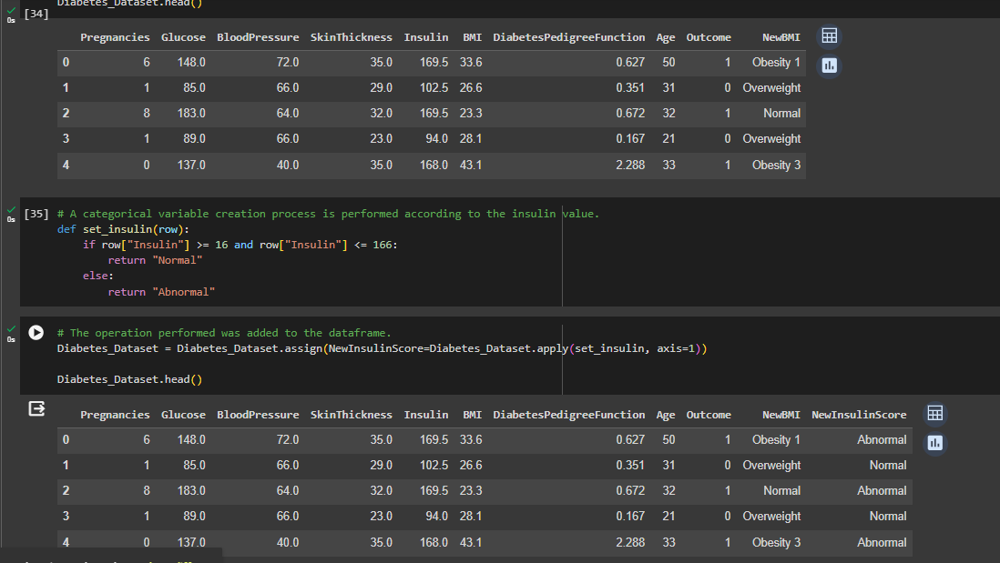 Diabetes_Dataset.head()
0s [34]
Pregnancies Glucose BloodPressure SkinThickness Insulin BMI DiabetesPedigreeFunction Age Outcome NewBMI
0 6 148.0 72.0 35.0 169.5 33.6 0.627 50 1 Obesity 1
1 1 85.0 66.0 29.0 102.5 26.6 0.351 31 0 Overweight
2 8 183.0 64.0 32.0 169.5 23.3 0.672 32 1 Normal
3 1 89.0 66.0 23.0 94.0 28.1 0.167 21 0 Overweight
4 0 137.0 40.0 35.0 168.0 43.1 2.288 33 1 Obesity 3
0s [35] # A categorical variable creation process is performed according to the insulin value.
def set_insulin(row):
if row["Insulin"] >= 16 and row["Insulin"] <= 166:
return "Normal"
else:
return "Abnormal"
0s # The operation performed was added to the dataframe.
Diabetes_Dataset = Diabetes_Dataset.assign(NewInsulinScore=Diabetes_Dataset.apply(set_insulin, axis=1))
Diabetes_Dataset.head()
Pregnancies Glucose BloodPressure SkinThickness Insulin BMI DiabetesPedigreeFunction Age Outcome NewBMI NewInsulinScore
0 6 148.0 72.0 35.0 169.5 33.6 0.627 50 1 Obesity 1 Abnormal
1 1 85.0 66.0 29.0 102.5 26.6 0.351 31 0 Overweight Normal
2 8 183.0 64.0 32.0 169.5 23.3 0.672 32 1 Normal Abnormal
3 1 89.0 66.0 23.0 94.0 28.1 0.167 21 0 Overweight Normal
4 0 137.0 40.0 35.0 168.0 43.1 2.288 33 1 Obesity 3 Abnormal